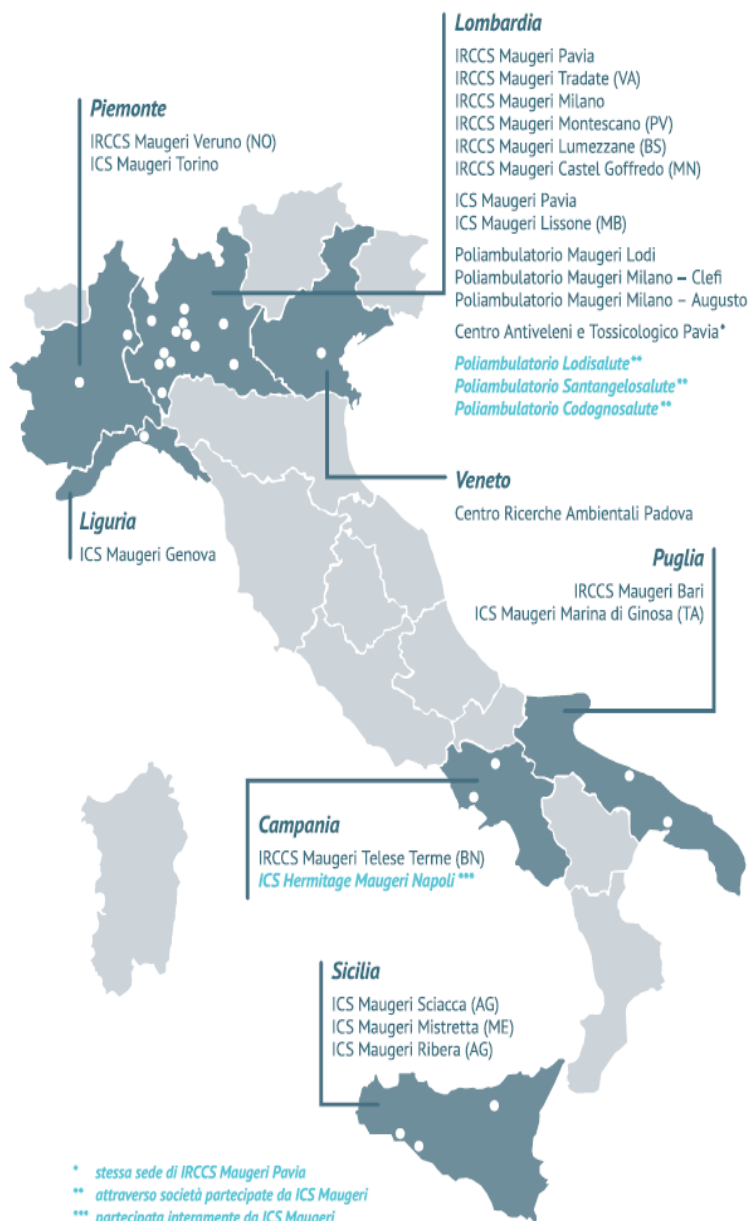 Lombardia
IRCCS Maugeri Pavia
IRCCS Maugeri Tradate (VA)
IRCCS Maugeri Milano
IRCCS Maugeri Montescano (PV)
IRCCS Maugeri Lumezzane (BS)
IRCCS Maugeri Castel Goffredo (MN)
ICS Maugeri Pavia
ICS Maugeri Lissone (MB)
Poliambulatorio Maugeri Lodi
Poliambulatorio Maugeri Milano – Clefi
Poliambulatorio Maugeri Milano – Augusto
Centro Antiveleni e Tossicologico Pavia*
Poliambulatorio Lodisalute**
Poliambulatorio Santangelosalute**
Poliambulatorio Codognosalute**
Piemonte
IRCCS Maugeri Veruno (NO)
ICS Maugeri Torino
Veneto
Centro Ricerche Ambientali Padova
Liguria
ICS Maugeri Genova
Puglia
IRCCS Maugeri Bari
ICS Maugeri Marina di Ginosa (TA)
Campania
IRCCS Maugeri Telese Terme (BN)
ICS Hermitage Maugeri Napoli ***
Sicilia
ICS Maugeri Sciacca (AG)
ICS Maugeri Mistretta (ME)
ICS Maugeri Ribera (AG)
* stessa sede di IRCCS Maugeri Pavia
** attraverso società partecipate da ICS Maugeri
*** partecipata interamente da ICS Maugeri